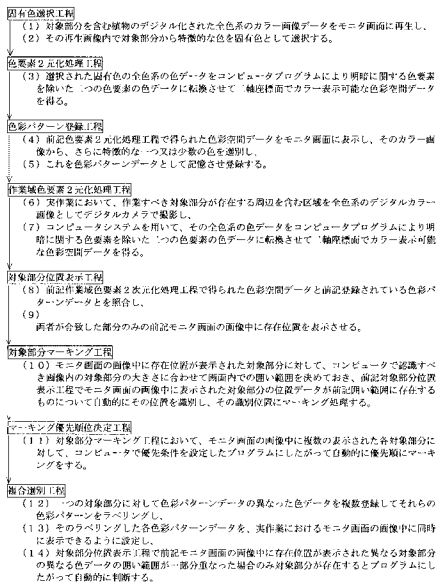 固有色選択工程
（１）対象部分を含む植物のデジタル化された全色系のカラー画像データをモニタ画面に再生し、
（２）その再生画像内で対象部分から特徴的な色を固有色として選択する。
色要素２元化処理工程
（３）選択された固有の全色系の色データをコンピュータプログラムにより明暗に関する色要素
を除いた二つの色要素の色データに転換させて二軸座標面でカラー表示可能な色彩空間データ
を得る。
色彩パターン登録工程
（４）前記色要素２元化処理工程で得られた色彩空間データをモニタ画面に表示し、そのカラー画
像から、さらに特徴的な一つ又は少数の色を選別し、
（５）これを色彩パターンデータとして記憶させ登録する。
作業域色要素２元化処理工程
（６）実作業において、作業すべき対象部分が存在する周辺を含む区域を全色系のデジタルカラー
画像としてデジタルカメラで撮影し、
（７）コンピュータシステムを用いて、その全色系の色データをコンピュータプログラムにより明
暗に関する色要素を除いた二つの色要素の色データに転換させて二軸座標面でカラー表示可能
な色彩空間データを得る。
対象部分位置表示工程
（８）前記作業域色要素２次元化処理工程で得られた色彩空間データと前記登録されている色彩パ
ターンデータとを照合し、
（９）
両者が合致した部分のみの前記モニタ画面の画像中に存在位置を表示させる。
対象部分マーキング工程
（１０）モニタ画面の画像中に存在位置が表示された対象部分に対して、コンピュータで認識すべ
き画像内の対象部分の大きさに合わせて画面内での囲い範囲を決めておき、前記対象部分位置
表示工程でモニタ画面の画像中に表示された対象部分の位置データが前記囲い範囲に存在する
ものについて自動的にその位置を識別し、その識別位置にマーキング処理する。
マーキング優先順位決定工程
（１１）対象部分マーキング工程において、モニタ画面の画像中に複数の表示された各対象部分に
対して、コンピュータで優先条件を設定したプログラムにしたがって自動的に優先順にマーキ
ングをする。
複合選別工程
（１２）一つの対象部分に対して色彩パターンデータの異なった色データを複数登録してそれらの
色彩パターンをラベリングし、
（１３）そのラベリングした各色彩パターンデータを、実作業におけるモニタ画面の画像中に同時
に表示できるように設定し、
（１４）対象部分位置表示工程で前記モニタ画面の画像中に存在位置が表示された異なる対象部分
の異なる色データの囲い範囲が一部分重なった場合のみ対象部分が存在するとプログラムにし
たがって自動的に判断する。